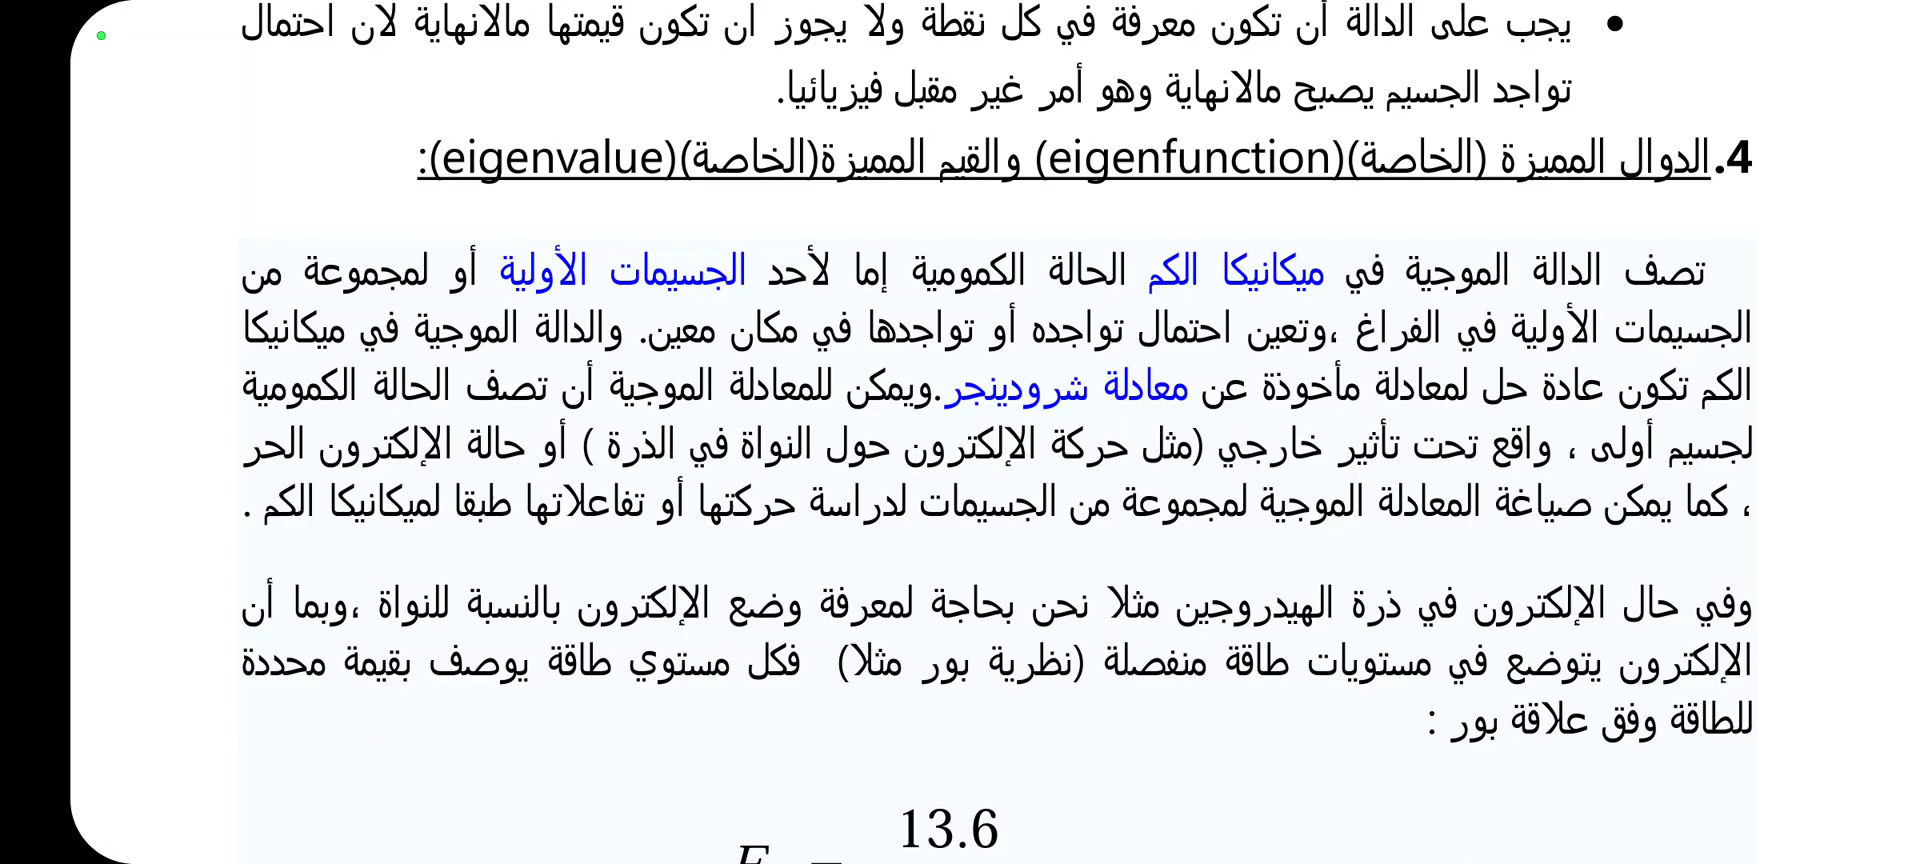 • يجب على الدالة أن تكون معرفة في كل نقطة ولا يجوز ان تكون قيمتها مالانهاية لان احتمال
تواجد الجسيم يصبح مالانهاية وهو أمر غير مقبل فيزيائيا.
4.الدوال المميزة (الخاصة)(eigenfunction) والقيم المميزة(الخاصة)(eigenvalue):
تصف الدالة الموجية في ميكانيكا الكم الحالة الكمومية إما لأحد الجسيمات الأولية أو لمجموعة من
الجسيمات الأولية في الفراغ ،وتعين احتمال تواجده أو تواجدها في مكان معين. والدالة الموجية في ميكانيكا
الكم تكون عادة حل لمعادلة مأخوذة عن معادلة شرودينجر.ويمكن للمعادلة الموجية أن تصف الحالة الكمومية
لجسيم أولى ، واقع تحت تأثير خارجي (مثل حركة الإلكترون حول النواة في الذرة ) أو حالة الإلكترون الحر
، كما يمكن صياغة المعادلة الموجية لمجموعة من الجسيمات لدراسة حركتها أو تفاعلاتها طبقا لميكانيكا الكم .
وفي حال الإلكترون في ذرة الهيدروجين مثلا نحن بحاجة لمعرفة وضع الإلكترون بالنسبة للنواة ،وبما أن
الإلكترون يتوضع في مستويات طاقة منفصلة (نظرية بور مثلا) فكل مستوي طاقة يوصف بقيمة محددة
للطاقة وفق علاقة بور :
13.6